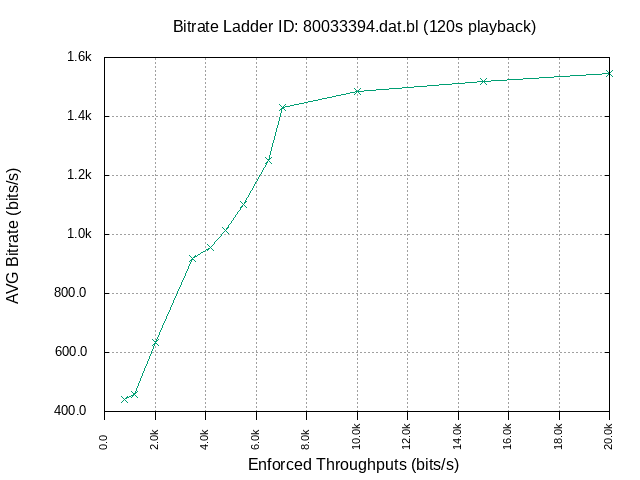 Bitrate Ladder ID: 80033394.dat.bl (120s playback)
1.6k
1.4k
1.2k
1.0k
800.0
600.0
400.0
AVG Bitrate (bits/s)
0.0 2.0k 4.0k 6.0k 8.0k 10.0k 12.0k 14.0k 16.0k 18.0k 20.0k
Enforced Throughputs (bits/s)